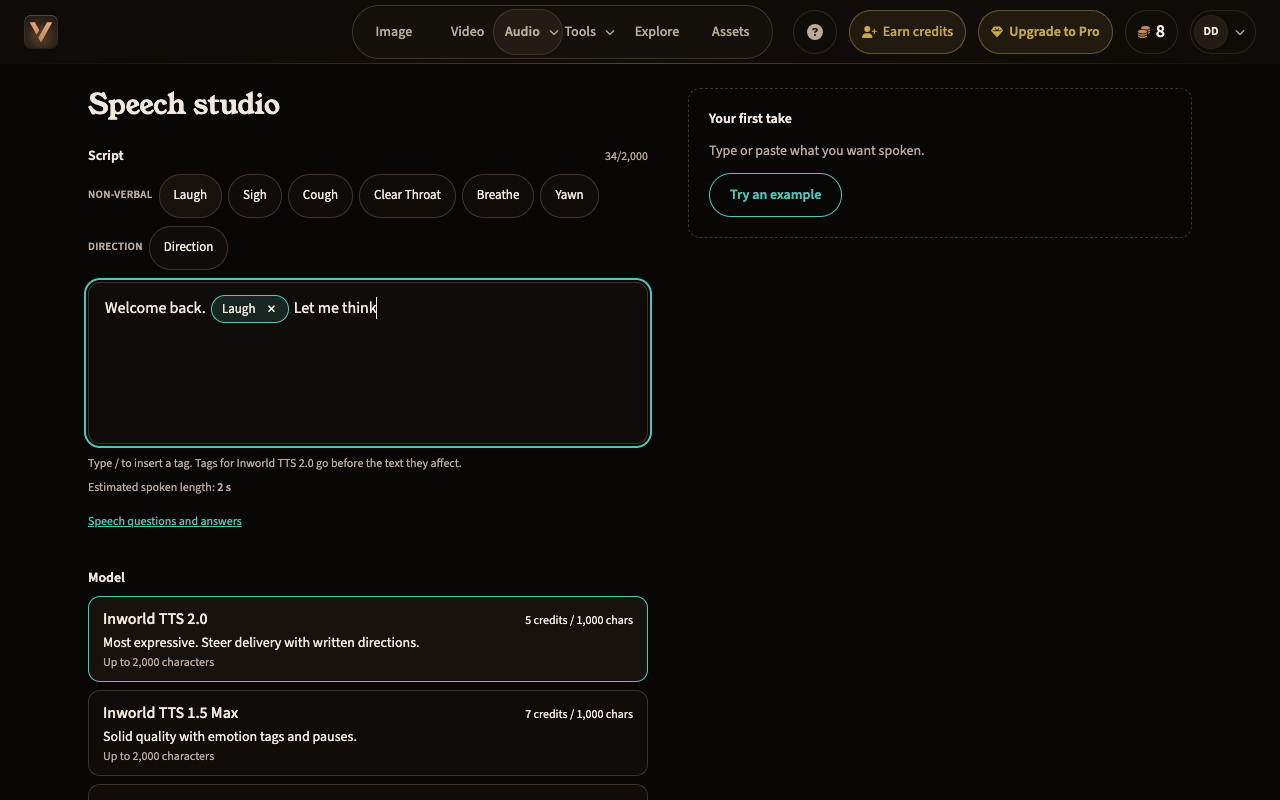 Image Video Audio Tools Explore Assets ? Earn credits Upgrade to Pro 8 DD
Speech studio
Script 34/2,000
NON-VERBAL Laugh Sigh Cough Clear Throat Breathe Yawn
DIRECTION Direction
Welcome back. Laugh × Let me think
Type / to insert a tag. Tags for Inworld TTS 2.0 go before the text they affect.
Estimated spoken length: 2 s
Speech questions and answers
Model
Inworld TTS 2.0 5 credits / 1,000 chars
Most expressive. Steer delivery with written directions.
Up to 2,000 characters
Inworld TTS 1.5 Max 7 credits / 1,000 chars
Solid quality with emotion tags and pauses.
Up to 2,000 characters
Your first take
Type or paste what you want spoken.
Try an example